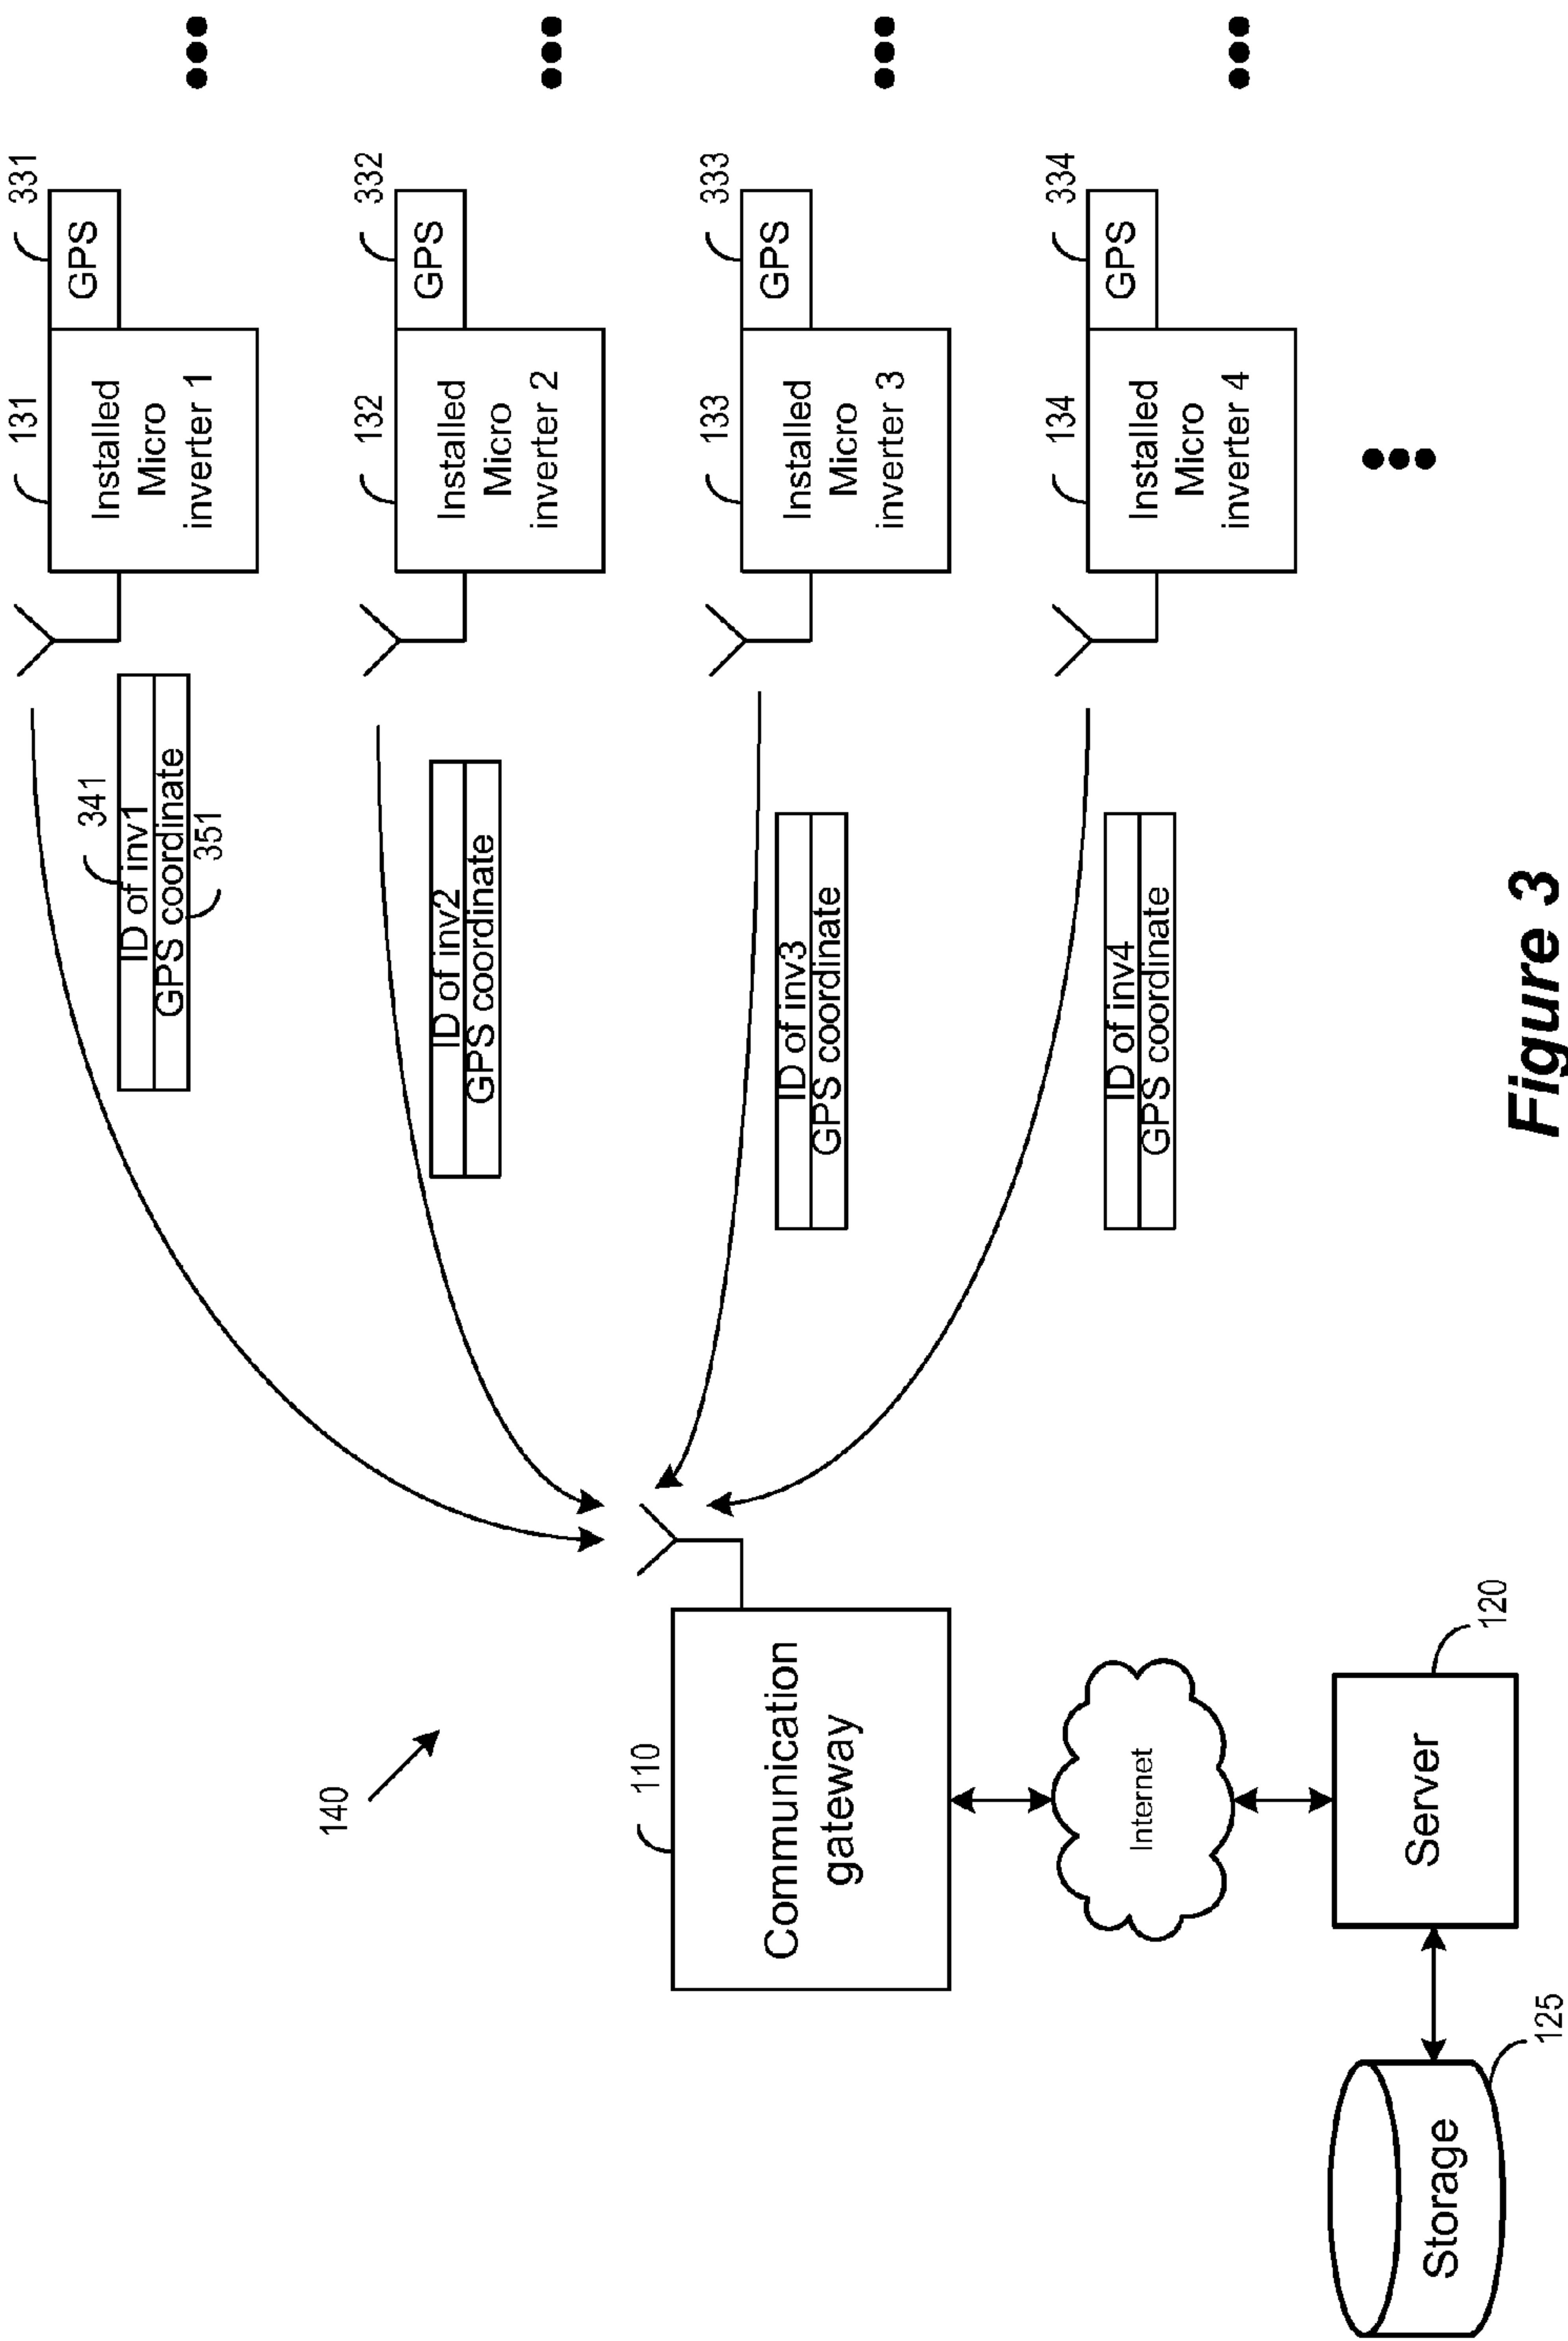 140
110
Communication
gateway
Internet
Server
120
Storage
125
341
ID of inv1
GPS coordinate
351
131
Installed
Micro
inverter 1
331
GPS
ID of inv2
GPS coordinate
132
Installed
Micro
inverter 2
332
GPS
ID of inv3
GPS coordinate
133
Installed
Micro
inverter 3
333
GPS
ID of inv4
GPS coordinate
134
Installed
Micro
inverter 4
334
GPS
Figure 3